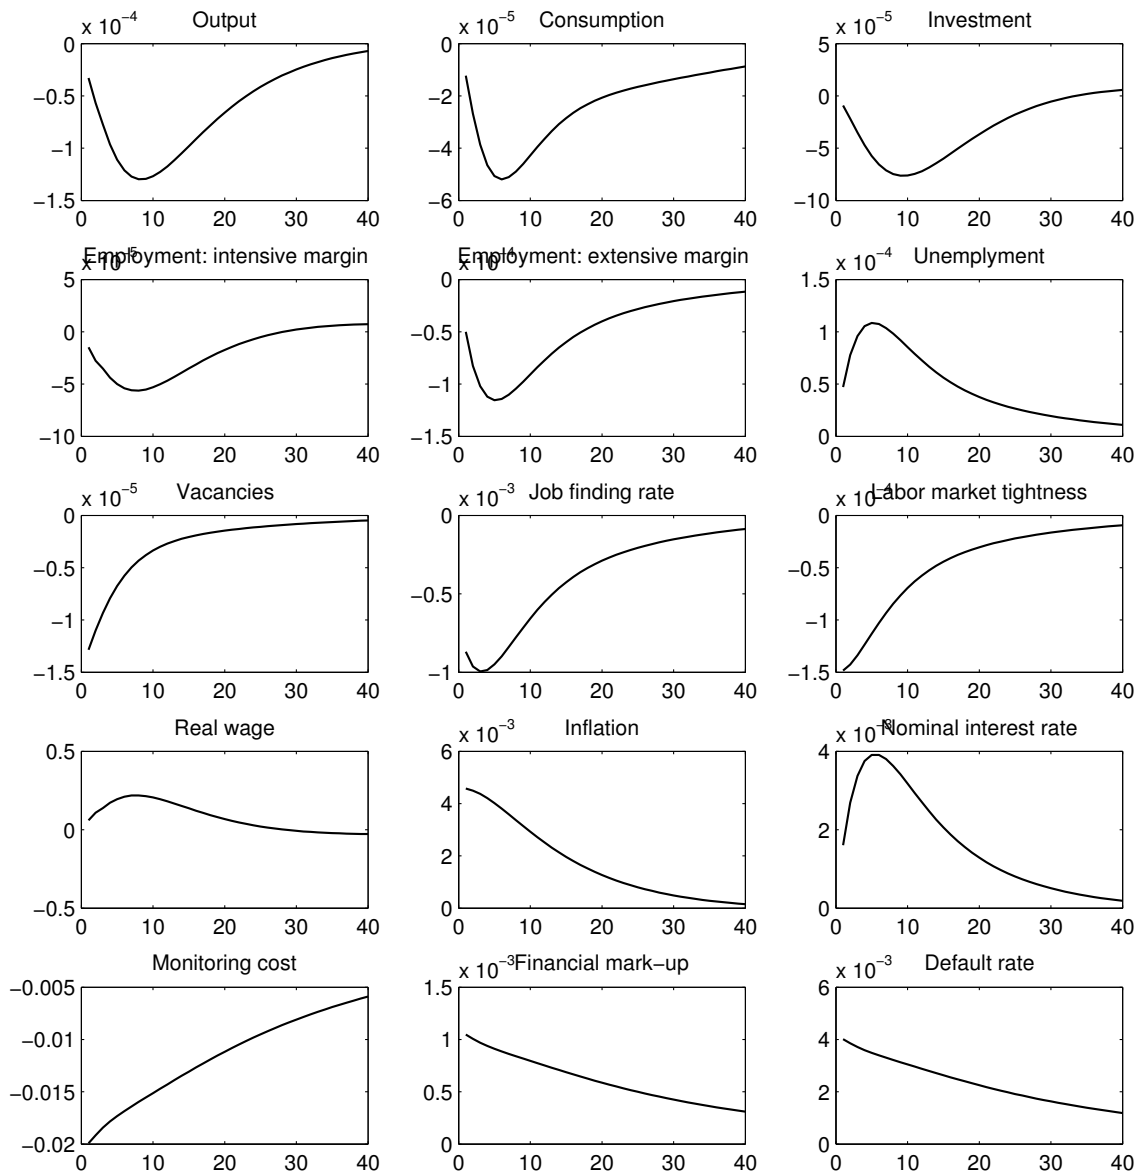 Output Consumption Investment
x 10−4 x 10−5 x 10−5
0 0 5
−0.5 −2 0
−1 −4 −5
−1.5 −6 −10
0 10 20 30 40 0 10 20 30 40 0 10 20 30 40
Employment: intensive margin Employment: extensive margin Unemplyment
x 10−5 x 10−4 x 10−4
5 0 1.5
0 −0.5 1
−5 −1 0.5
−10 −1.5 0
0 10 20 30 40 0 10 20 30 40 0 10 20 30 40
Vacancies Job finding rate Labor market tightness
x 10−5 x 10−3 x 10−4
0 0 0
−0.5 −0.5 −0.5
−1 −1
−1.5 −1 −1.5
0 10 20 30 40 0 10 20 30 40 0 10 20 30 40
Real wage Inflation Nominal interest rate
x 10−3 x 10−3
0.5 6 4
4
0 2
2
−0.5 0 0
0 10 20 30 40 0 10 20 30 40 0 10 20 30 40
Monitoring cost Financial mark−up Default rate
x 10−3 x 10−3
−0.005 1.5 6
−0.01 1 4
−0.015 0.5 2
−0.02 0 0
0 10 20 30 40 0 10 20 30 40 0 10 20 30 40